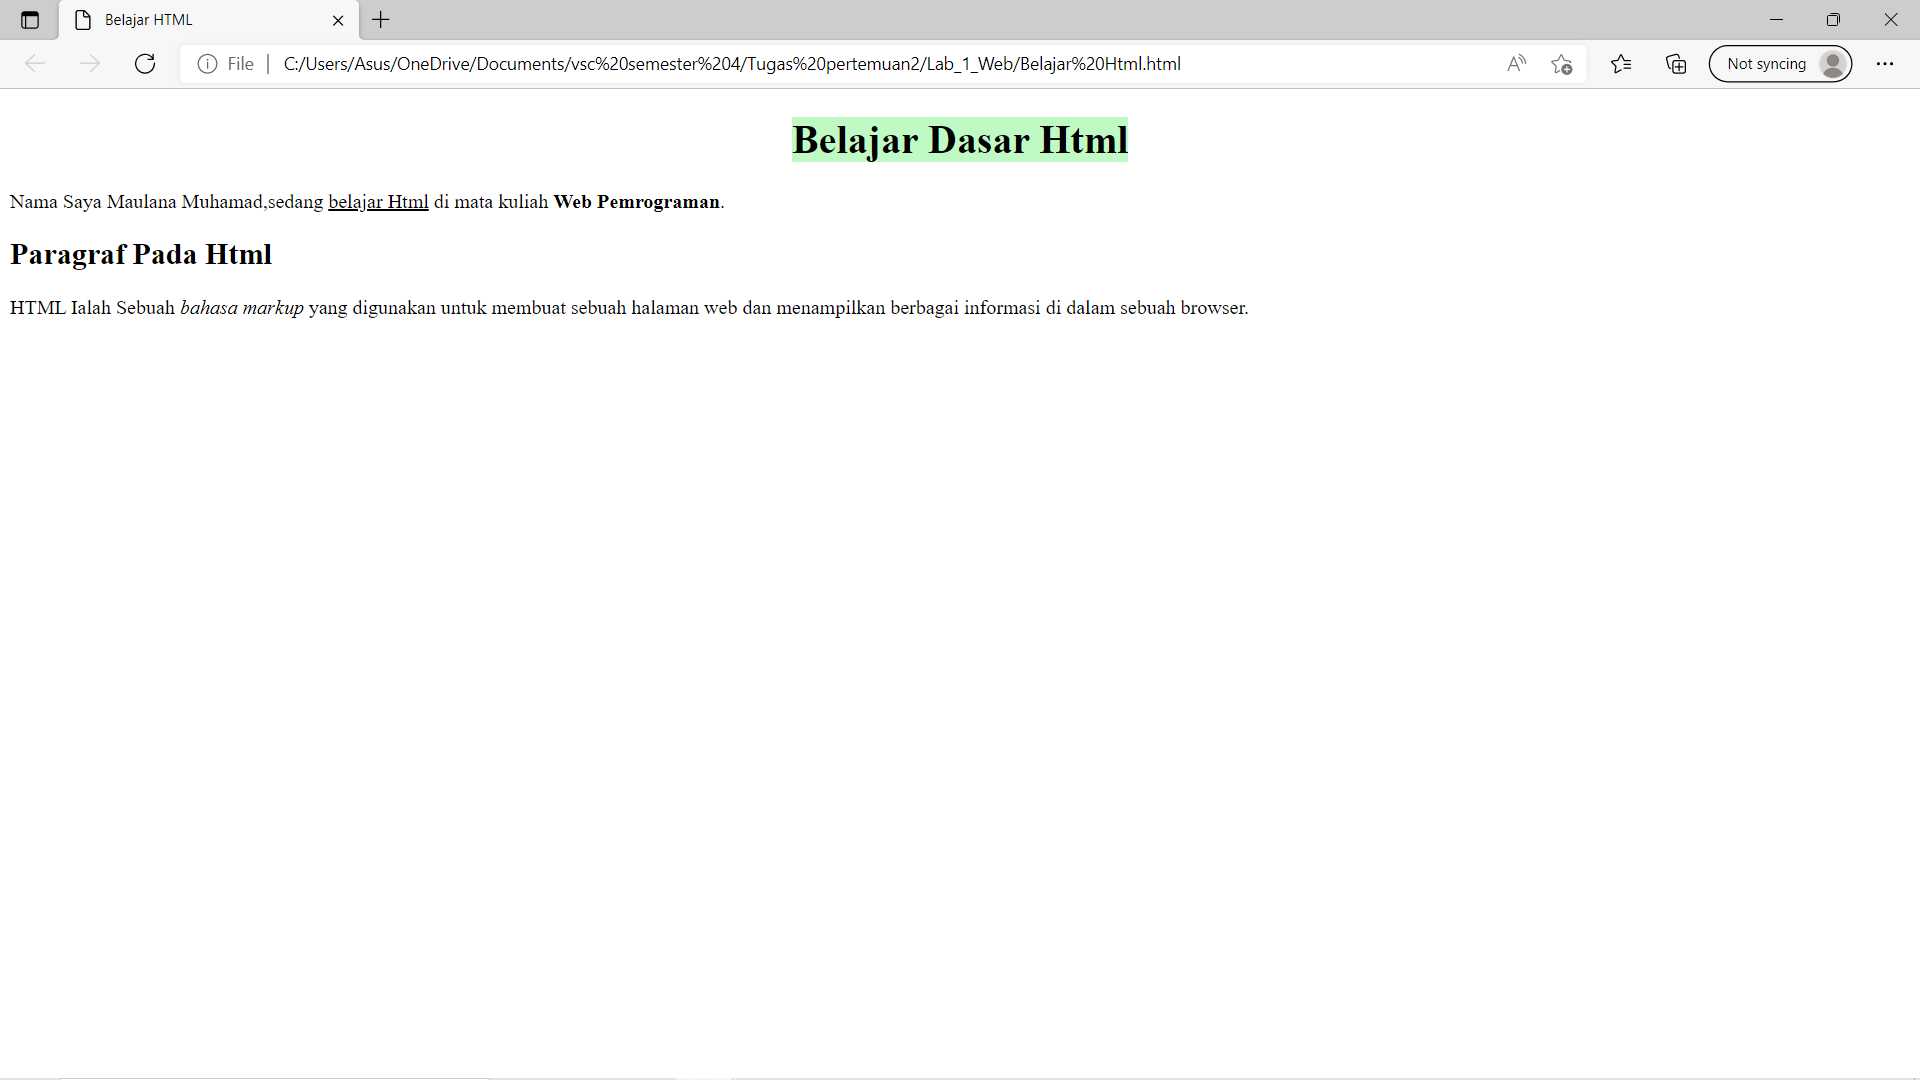 Belajar HTML
File
C:/Users/Asus/OneDrive/Documents/vsc%20semester%204/Tugas%20pertemuan2/Lab_1_Web/Belajar%20Html.html
Not syncing
Belajar Dasar Html
Nama Saya Maulana Muhamad,sedang belajar Html di mata kuliah Web Pemrograman.
Paragraf Pada Html
HTML Ialah Sebuah bahasa markup yang digunakan untuk membuat sebuah halaman web dan menampilkan berbagai informasi di dalam sebuah browser.